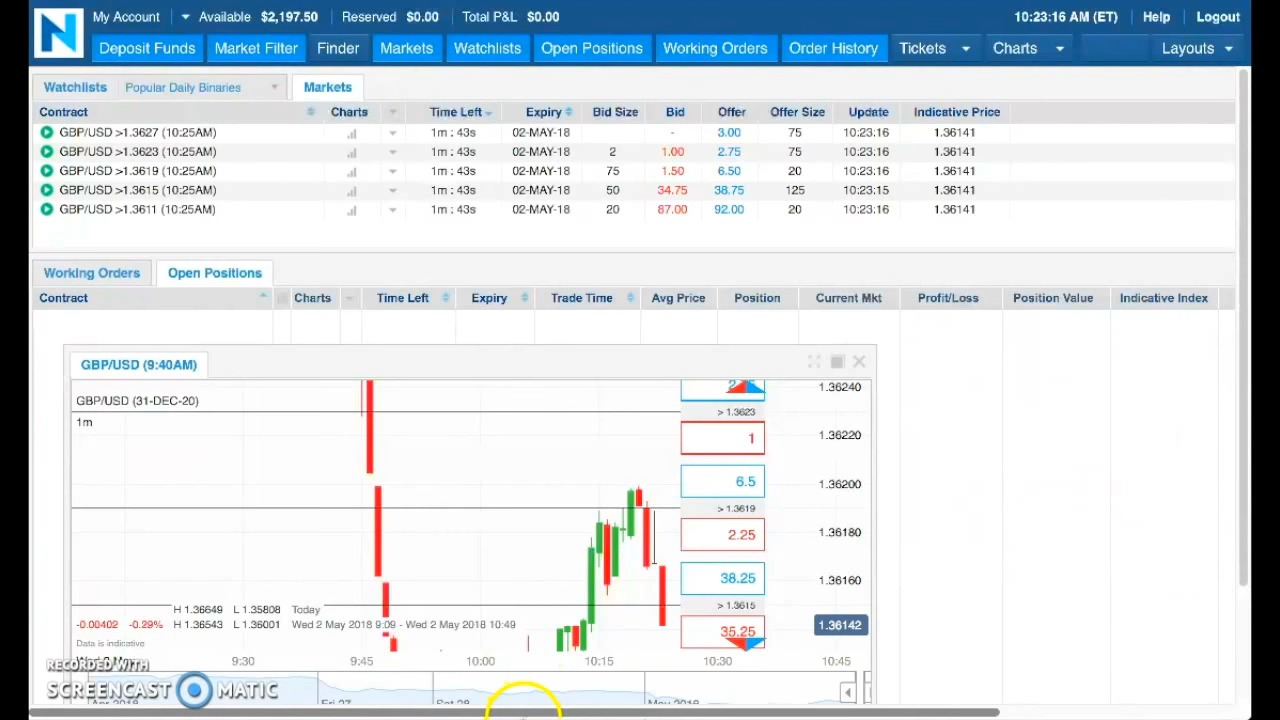 N My Account Available $2,197.50 Reserved $0.00 Total P&L $0.00 10:23:16 AM (ET) Help Logout
Deposit Funds Market Filter Finder Markets Watchlists Open Positions Working Orders Order History Tickets Charts Layouts
Watchlists Popular Daily Binaries Markets
Contract Charts Time Left Expiry Bid Size Bid Offer Offer Size Update Indicative Price
GBP/USD >1.3627 (10:25AM) 1m : 43s 02-MAY-18 - 3.00 75 10:23:16 1.36141
GBP/USD >1.3623 (10:25AM) 1m : 43s 02-MAY-18 2 1.00 2.75 75 10:23:16 1.36141
GBP/USD >1.3619 (10:25AM) 1m : 43s 02-MAY-18 75 1.50 6.50 20 10:23:16 1.36141
GBP/USD >1.3615 (10:25AM) 1m : 43s 02-MAY-18 50 34.75 38.75 125 10:23:15 1.36141
GBP/USD >1.3611 (10:25AM) 1m : 43s 02-MAY-18 20 87.00 92.00 20 10:23:16 1.36141
Working Orders Open Positions
Contract Charts Time Left Expiry Trade Time Avg Price Position Current Mkt Profit/Loss Position Value Indicative Index
GBP/USD (9:40AM)
1.36240
GBP/USD (31-DEC-20)
> 1.3623
1m
1 1.36220
6.5 1.36200
> 1.3619
2.25 1.36180
38.25 1.36160
> 1.3615
H 1.36649 L 1.35808 Today
-0.00402 -0.29% H 1.36543 L 1.36001 Wed 2 May 2018 9:09 - Wed 2 May 2018 10:49 35.25 1.36142
Data is indicative
9:30 9:45 10:00 10:15 10:30 10:45
RECORDED WITH
SCREENCAST MATIC
Apr 2018 Fri 27 Sat 28 May 2018